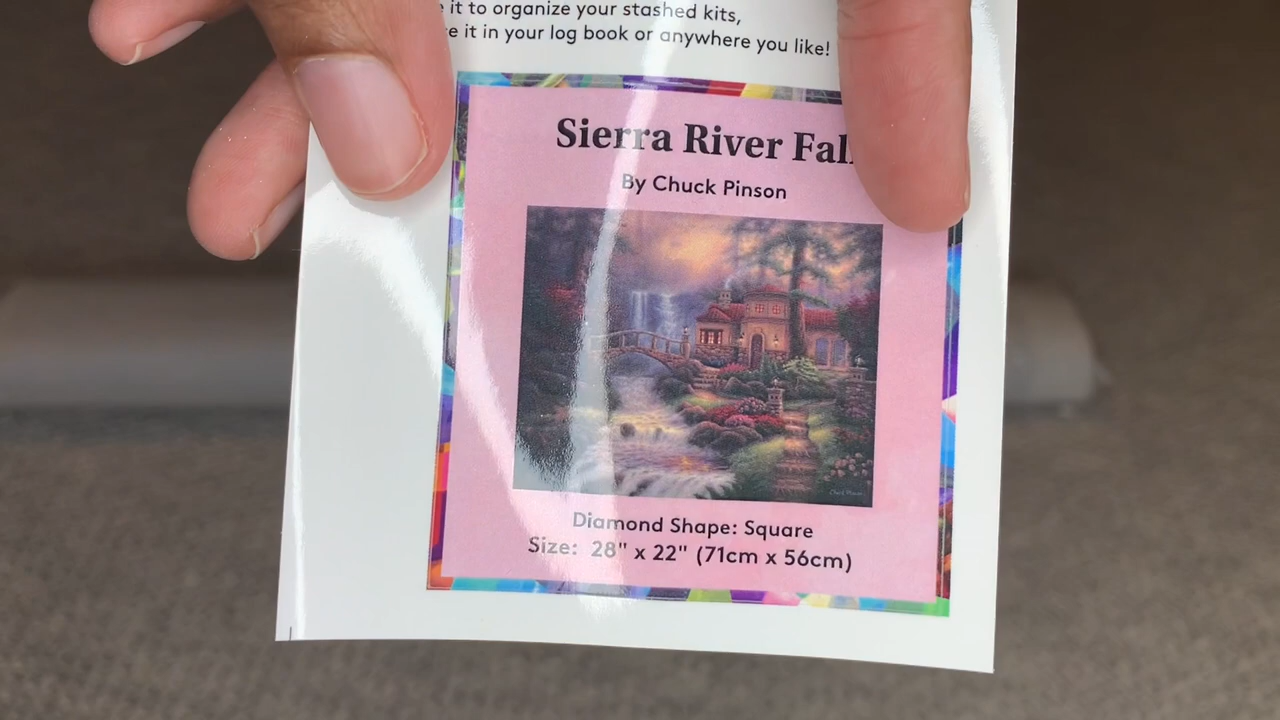 it to organize your stashed kits,
it in your log book or anywhere you like!
Sierra River Fal
By Chuck Pinson
Diamond Shape: Square
Size: 28" x 22" (71cm x 56cm)